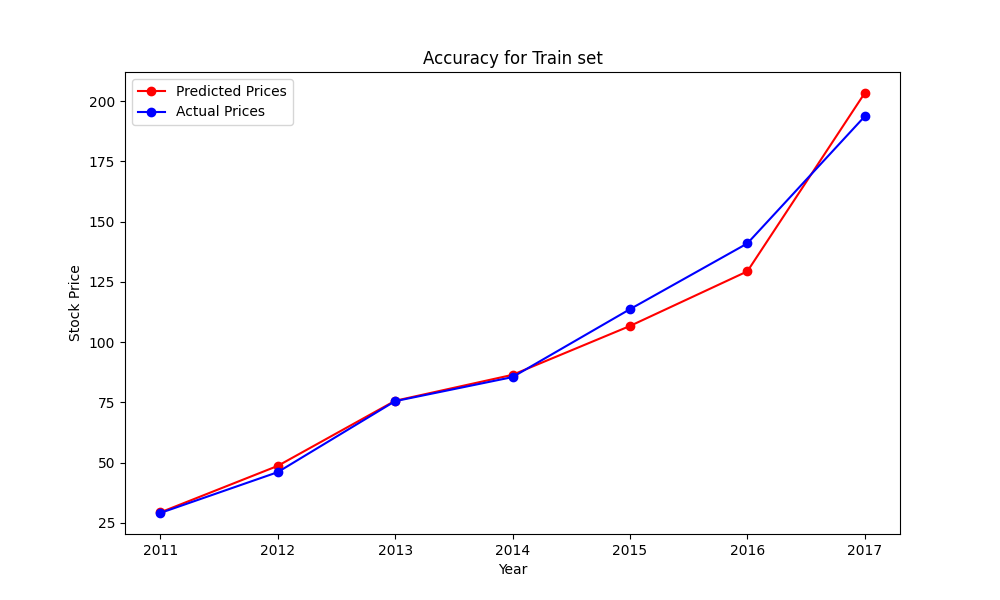 Accuracy for Train set
Predicted Prices
Actual Prices
200
175
150
125
100
75
50
25
Stock Price
2011 2012 2013 2014 2015 2016 2017
Year